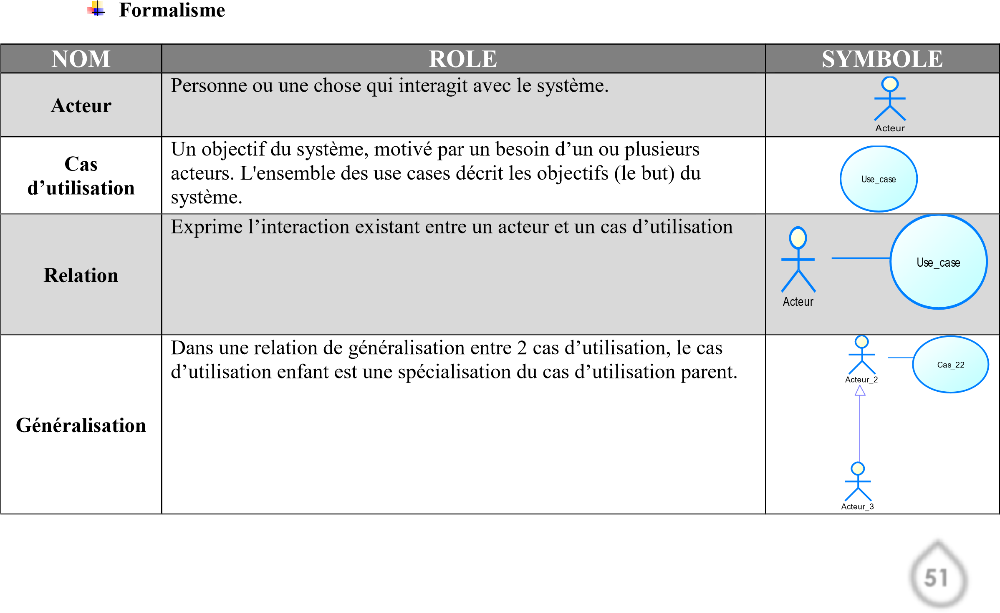 Formalisme
NOM ROLE SYMBOLE
Acteur
Personne ou une chose qui interagit avec le système.
Acteur
Cas
d’utilisation
Un objectif du système, motivé par un besoin d’un ou plusieurs
acteurs. L'ensemble des use cases décrit les objectifs (le but) du
système.
Use_case
Relation
Exprime l’interaction existant entre un acteur et un cas d’utilisation
Acteur
Use_case
Généralisation
Dans une relation de généralisation entre 2 cas d’utilisation, le cas
d’utilisation enfant est une spécialisation du cas d’utilisation parent.
Acteur_2
Cas_22
Acteur_3
51